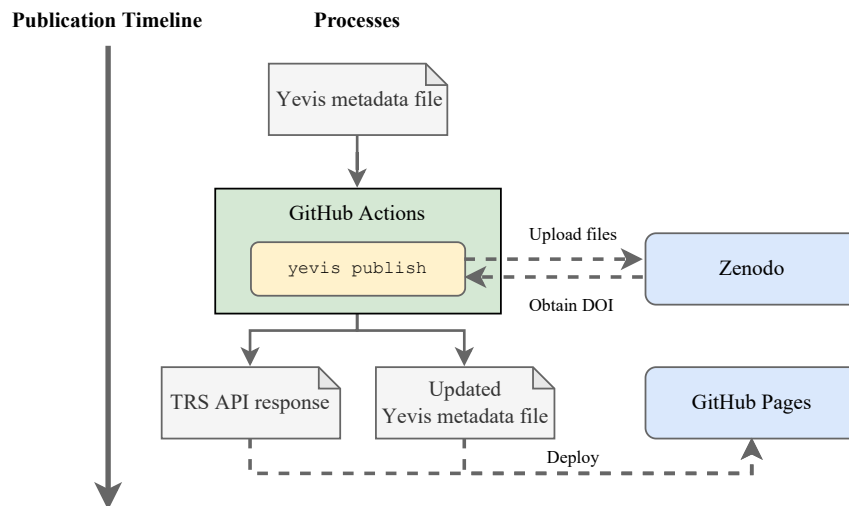 Publication Timeline
Processes
Yevis metadata file
GitHub Actions
yevis publish
Upload files
Obtain DOI
Zenodo
TRS API response
Updated
Yevis metadata file
GitHub Pages
Deploy